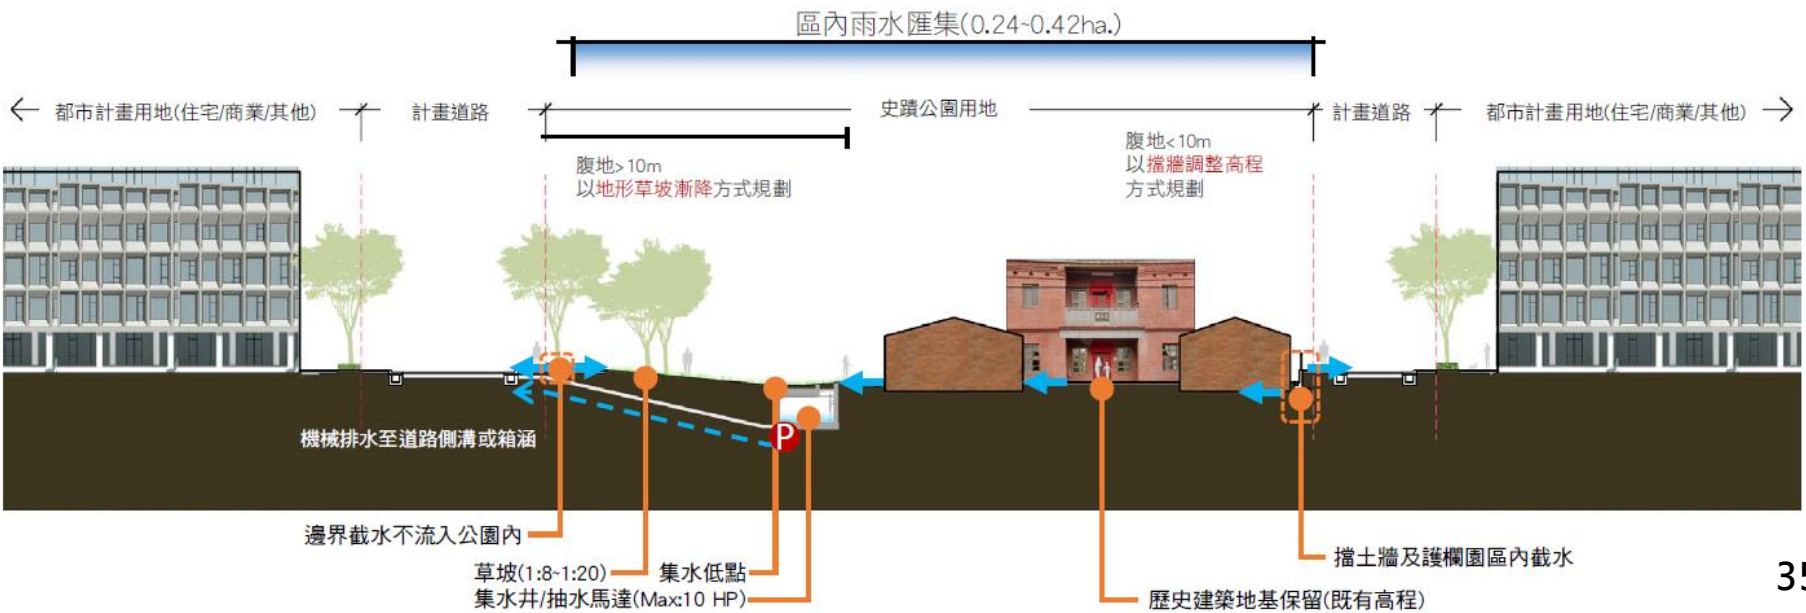 區內雨水匯集(0.24~0.42ha.)
都市計畫用地(住宅/商業/其他)
計畫道路
史蹟公園用地
計畫道路
都市計畫用地(住宅/商業/其他)
腹地>10m
以地形草坡漸降方式規劃
腹地<10m
以擋牆調整高程
方式規劃
P
機械排水至道路側溝或箱涵
邊界截水不流入公園內
草坡(1:8~1:20)
集水低點
集水井/抽水馬達(Max:10 HP)
擋土牆及護欄園區內截水
歷史建築地基保留(既有高程)
35